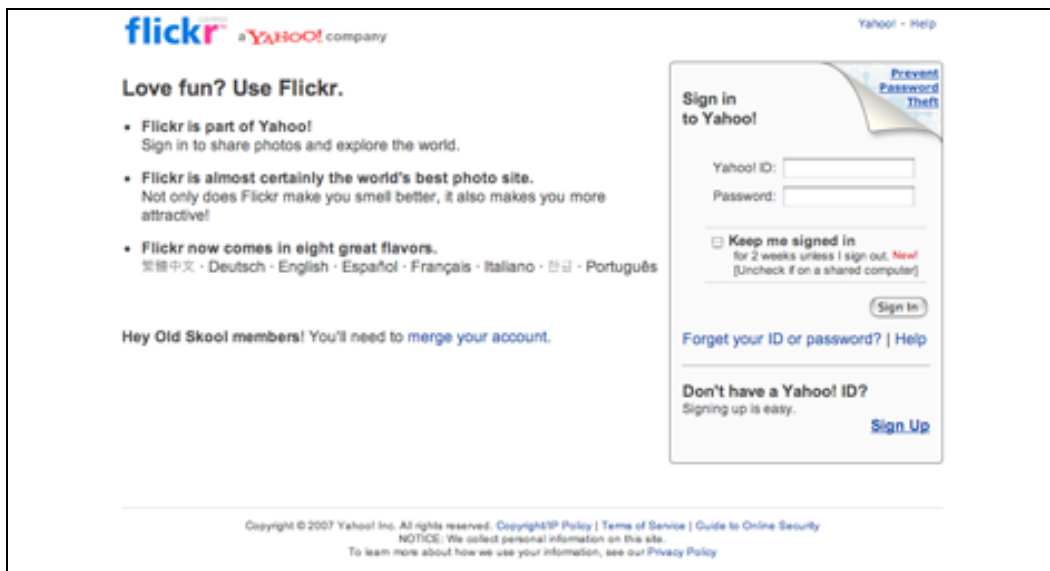 flickr a YAHOO! company
Yahoo! - Help
Love fun? Use Flickr.
• Flickr is part of Yahoo!
Sign in to share photos and explore the world.
• Flickr is almost certainly the world's best photo site.
Not only does Flickr make you smell better, it also makes you more
attractive!
• Flickr now comes in eight great flavors.
繁體中文 · Deutsch · English · Español · Français · Italiano · 한글 · Português
Hey Old Skool members! You'll need to merge your account.
Prevent
Password
Theft
Sign in
to Yahoo!
Yahoo! ID:
Password:
Keep me signed in
for 2 weeks unless I sign out. New!
[Uncheck if on a shared computer]
Sign In
Forget your ID or password? | Help
Don't have a Yahoo! ID?
Signing up is easy.
Sign Up
Copyright © 2007 Yahoo! Inc. All rights reserved. Copyright/IP Policy | Terms of Service | Guide to Online Security
NOTICE: We collect personal information on this site.
To learn more about how we use your information, see our Privacy Policy